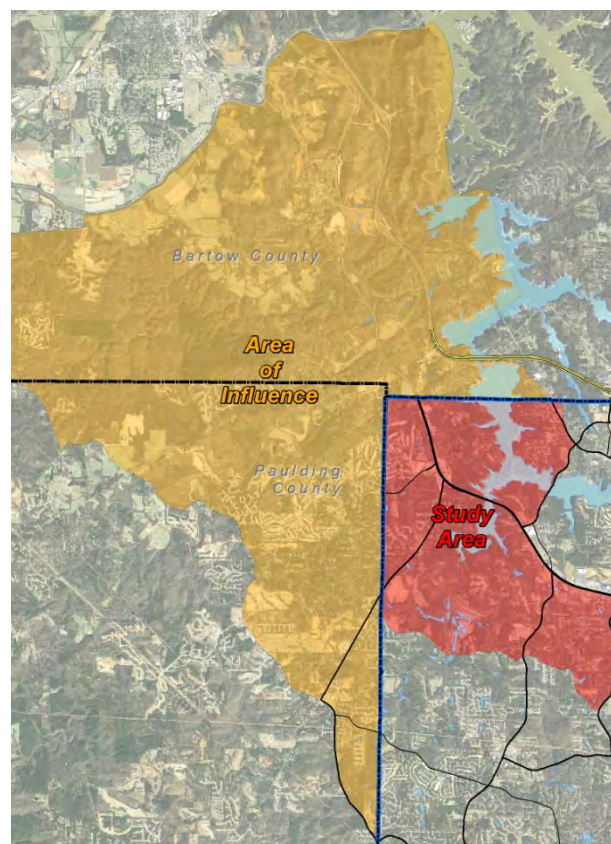 Bartow County
Area
of
Influence
Paulding
County
Study
Area